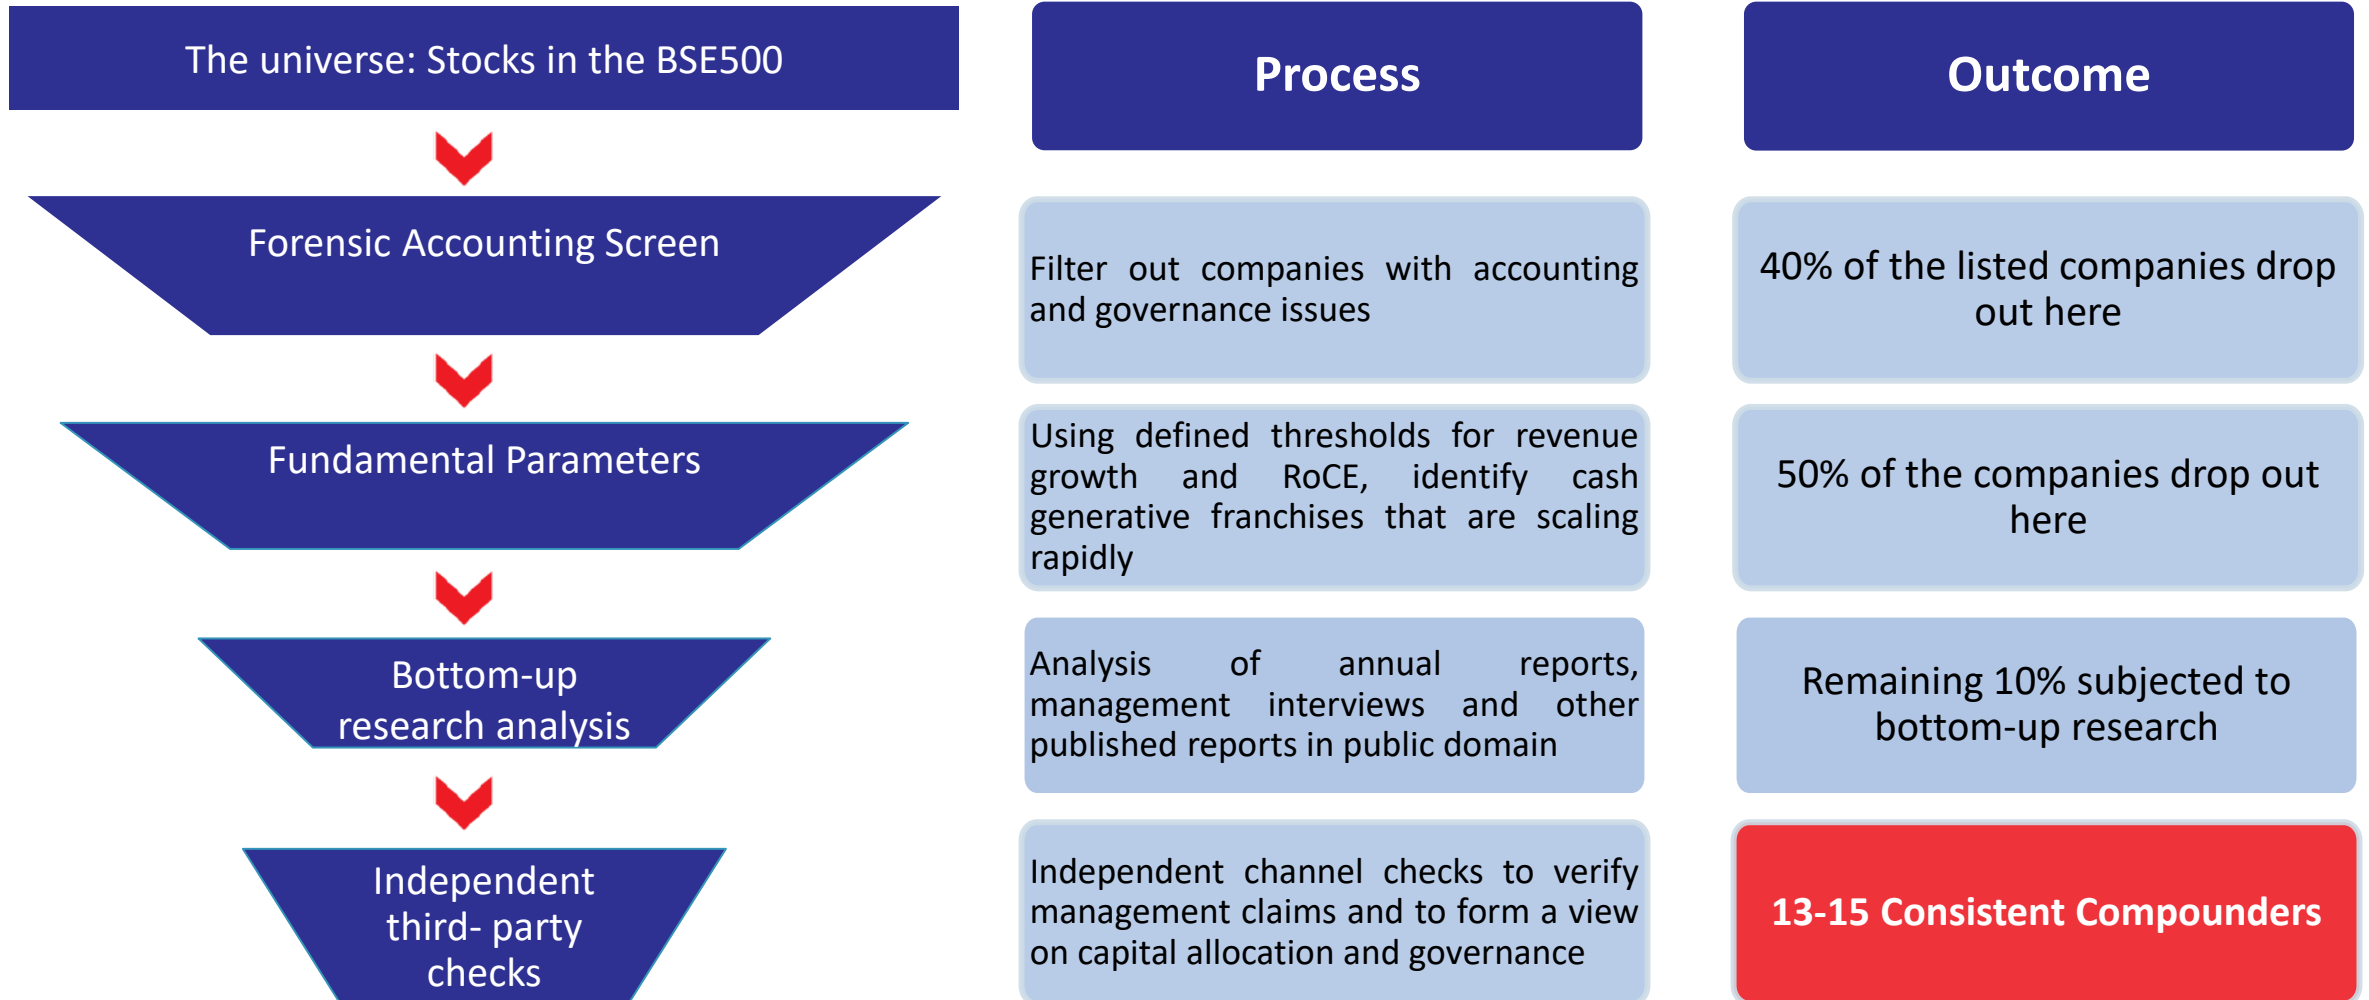 The universe: Stocks in the BSE500
Process
Outcome
Forensic Accounting Screen
Filter out companies with accounting
and governance issues
40% of the listed companies drop
out here
Fundamental Parameters
Using defined thresholds for revenue
growth and RoCE, identify cash
generative franchises that are scaling
rapidly
50% of the companies drop out
here
Bottom-up
research analysis
Analysis of annual reports,
management interviews and other
published reports in public domain
Remaining 10% subjected to
bottom-up research
Independent
third- party
checks
Independent channel checks to verify
management claims and to form a view
on capital allocation and governance
13-15 Consistent Compounders